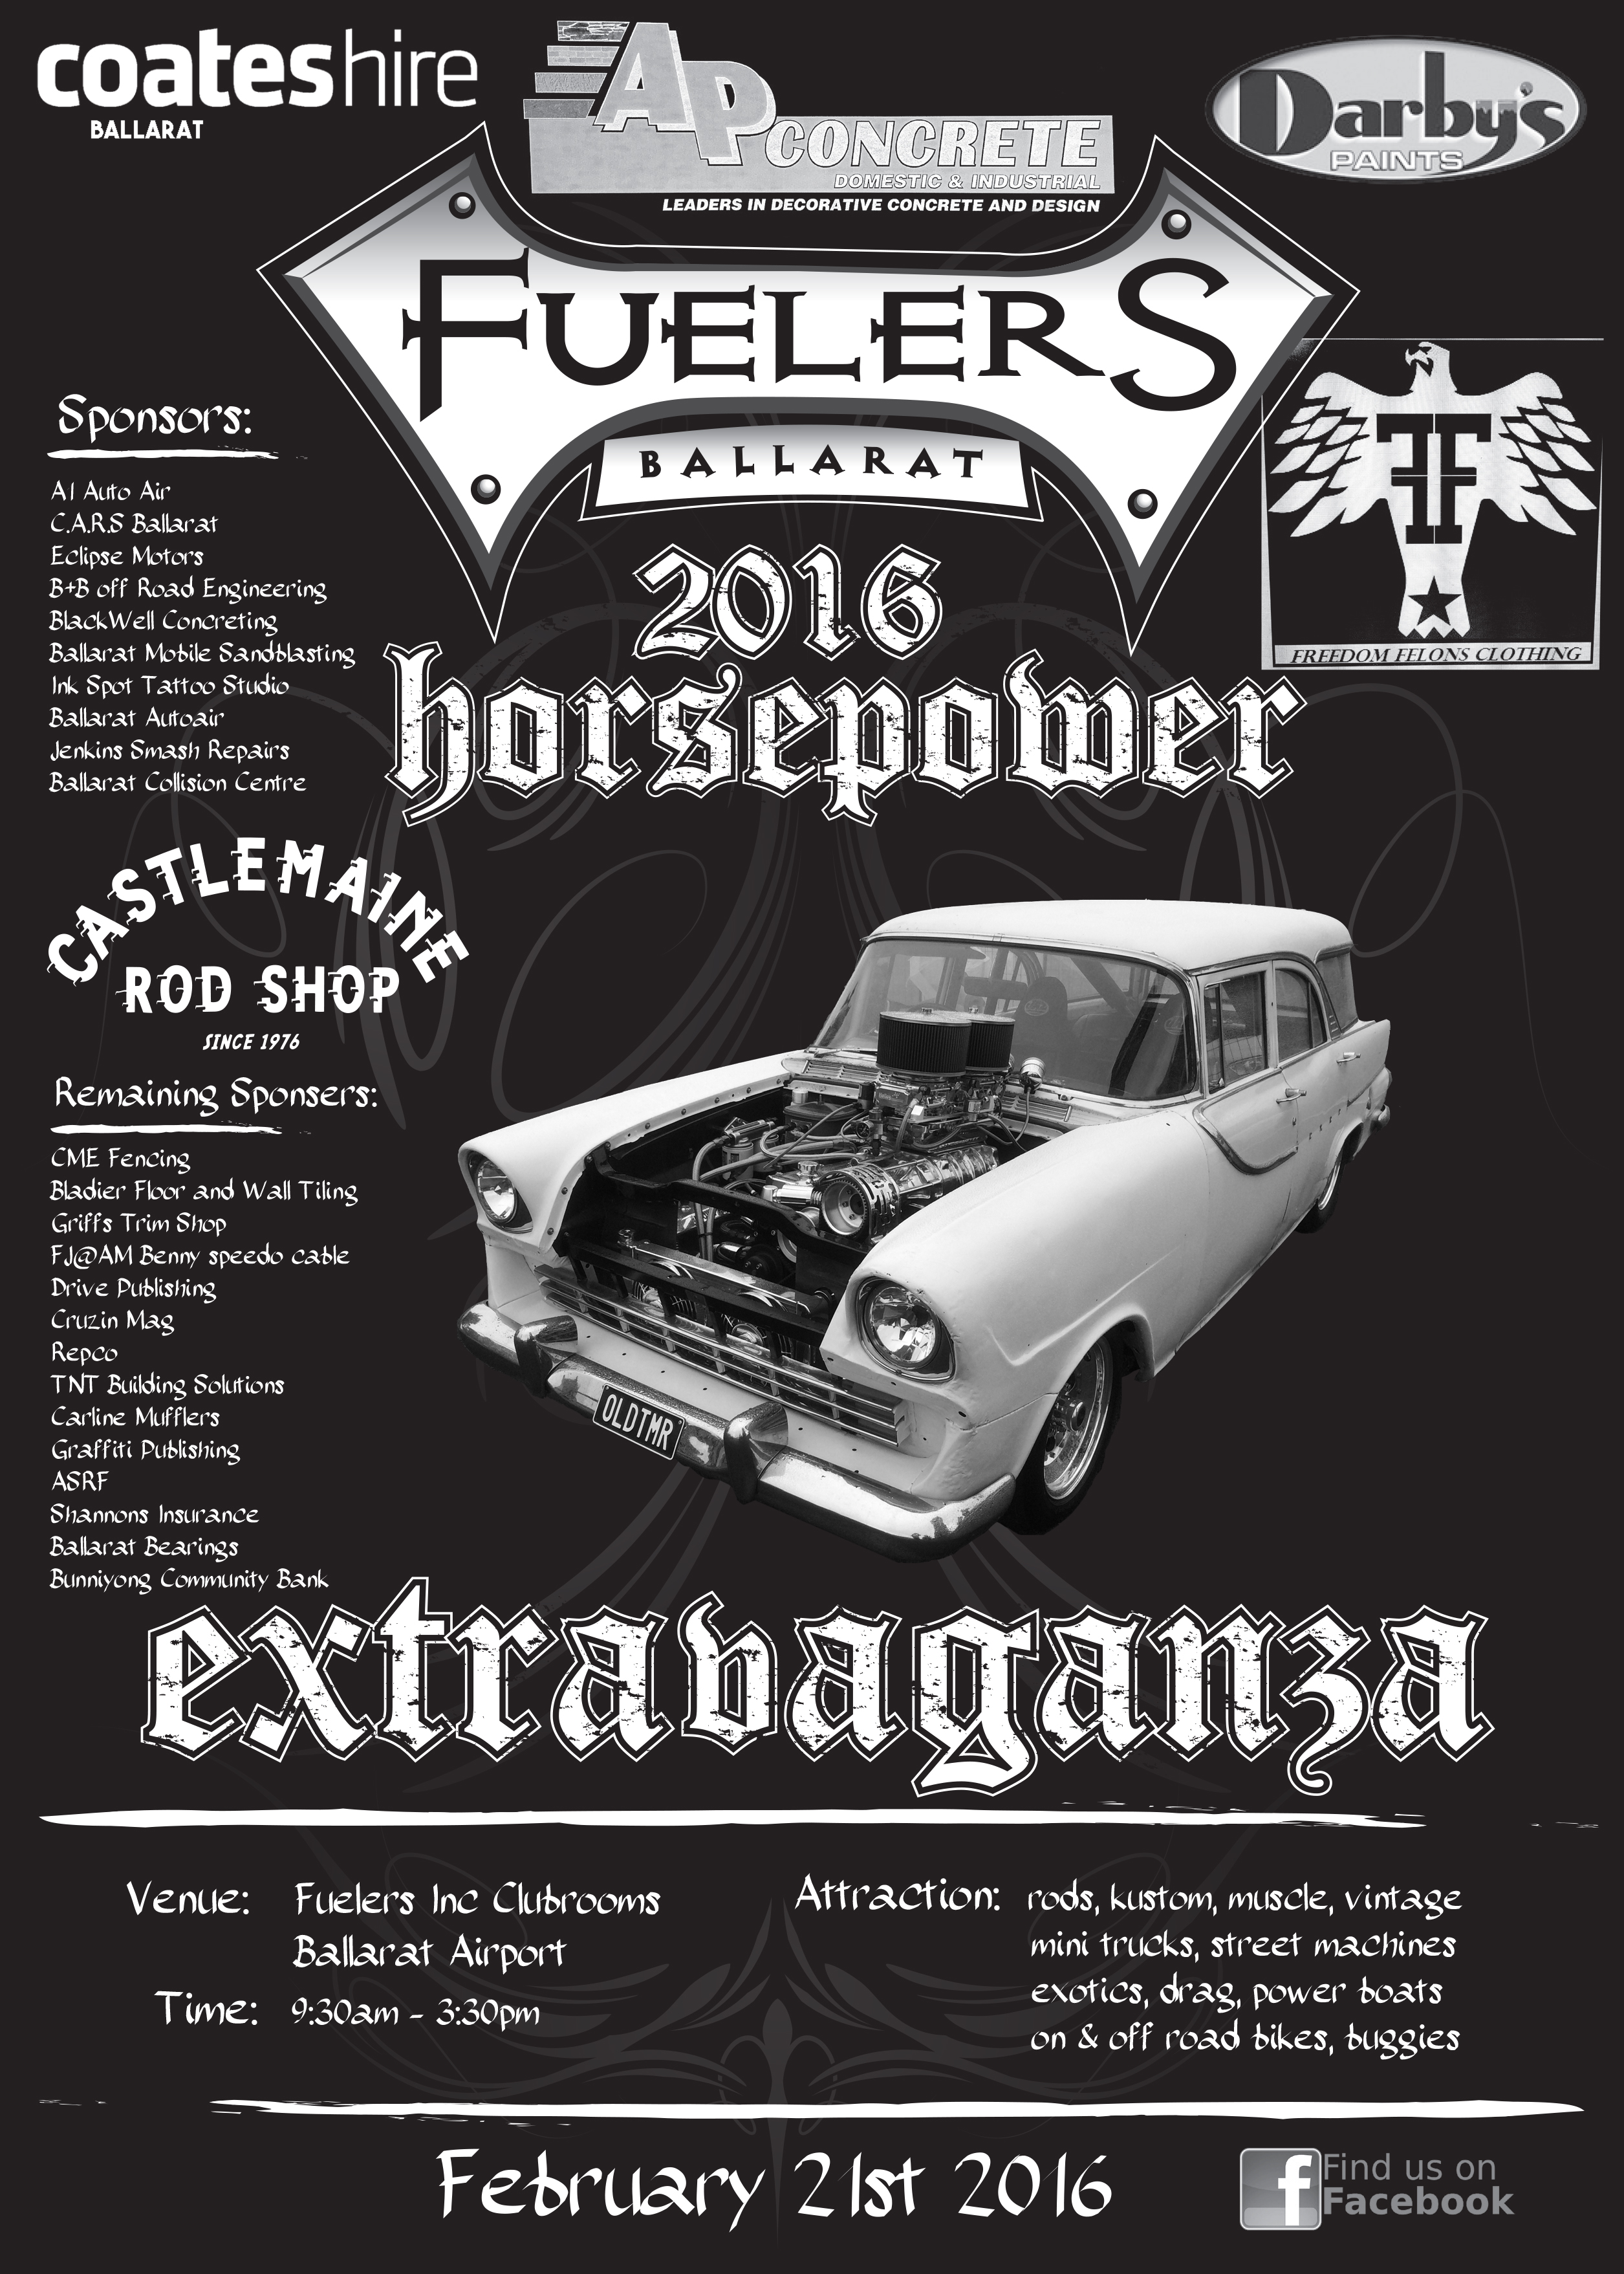 coateshire
BALLARAT
AP CONCRETE
DOMESTIC & INDUSTRIAL
LEADERS IN DECORATIVE CONCRETE AND DESIGN
Darby's
PAINTS
FUELERS
BALLARAT
FF
FREEDOM FELONS CLOTHING
2016
horsepower
Sponsors:
A1 Auto Air
C.A.R.S Ballarat
Eclipse Motors
B+B off Road Engineering
BlackWell Concreting
Ballarat Mobile Sandblasting
Ink Spot Tattoo Studio
Ballarat Autoair
Jenkins Smash Repairs
Ballarat Collision Centre
CASTLEMAINE
ROD SHOP
SINCE 1976
Remaining Sponsers:
CME Fencing
Bladier Floor and Wall Tiling
Griffs Trim Shop
FJ@AM Benny speedo cable
Drive Publishing
Cruzin Mag
Repco
TNT Building Solutions
Carline Mufflers
Graffiti Publishing
ASRF
Shannons Insurance
Ballarat Bearings
Bunniyong Community Bank
OLDTMR
extravaganza
Venue: Fuelers Inc Clubrooms
Ballarat Airport
Time: 9:30am - 3:30pm
Attraction: rods, kustom, muscle, vintage
mini trucks, street machines
exotics, drag, power boats
on & off road bikes, buggies
February 21st 2016
Find us on
Facebook